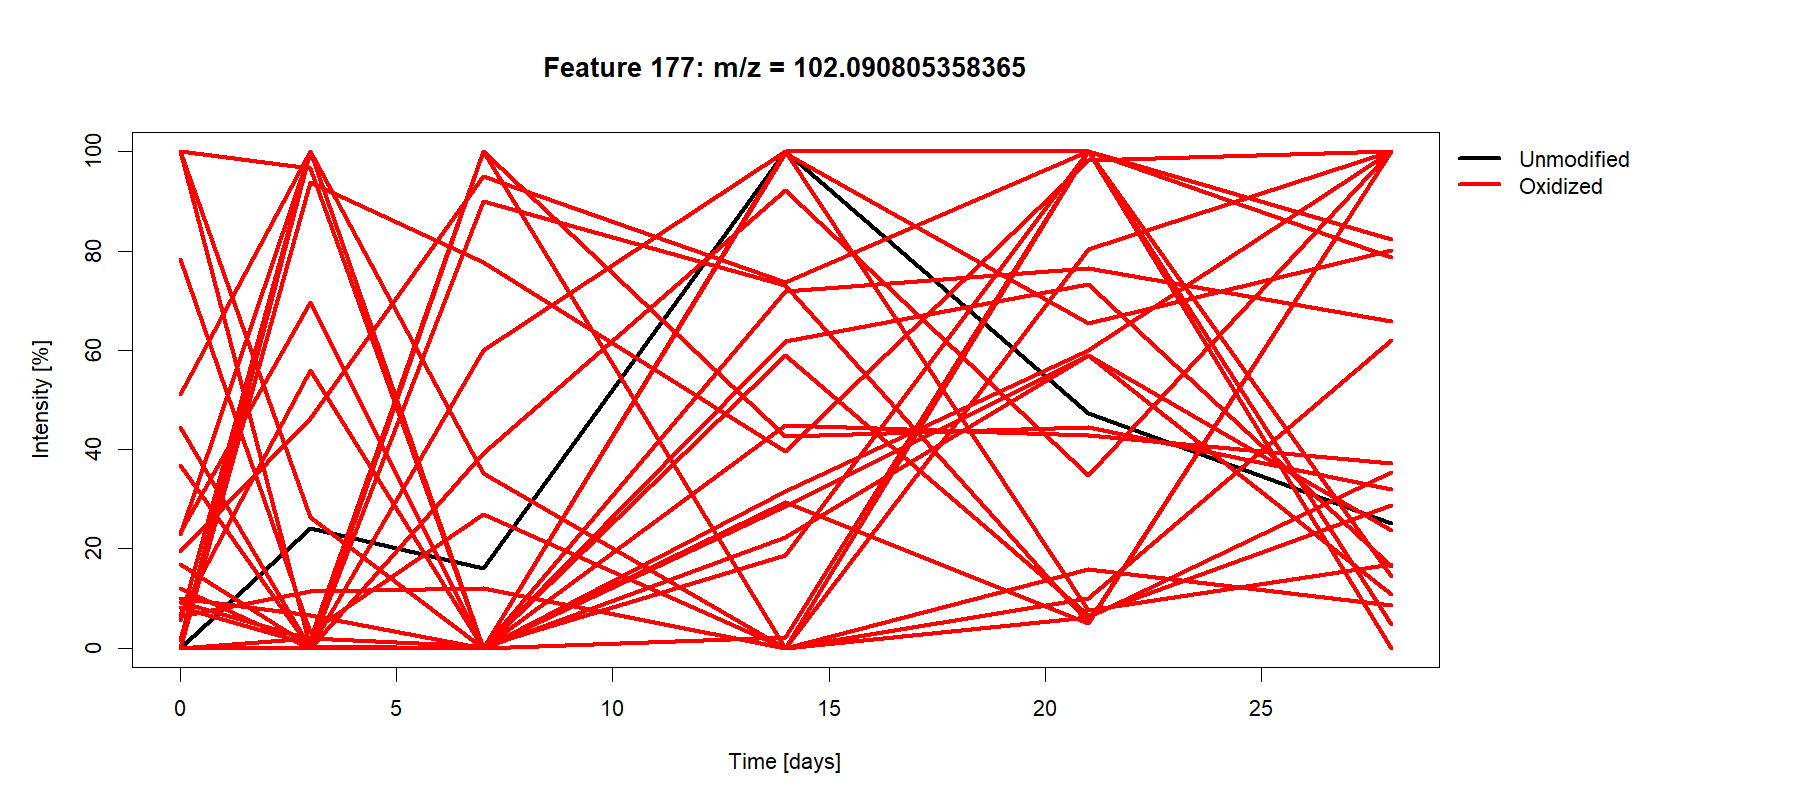 Feature 177: m/z = 102.090805358365
Unmodified
Oxidized
100
80
60
40
20
0
Intensity [%]
0 5 10 15 20 25
Time [days]